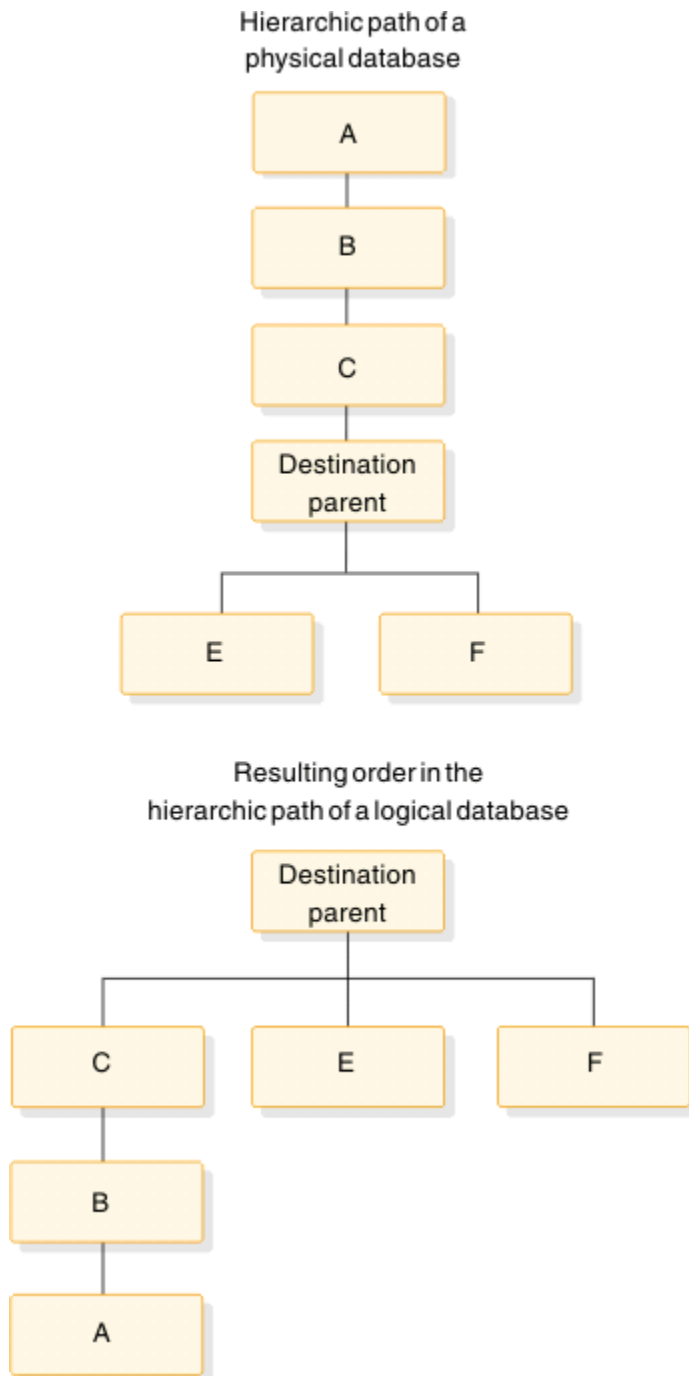 Hierarchic path of a
physical database
A
B
C
Destination
parent
E
F
Resulting order in the
hierarchic path of a logical database
Destination
parent
C
E
F
B
A